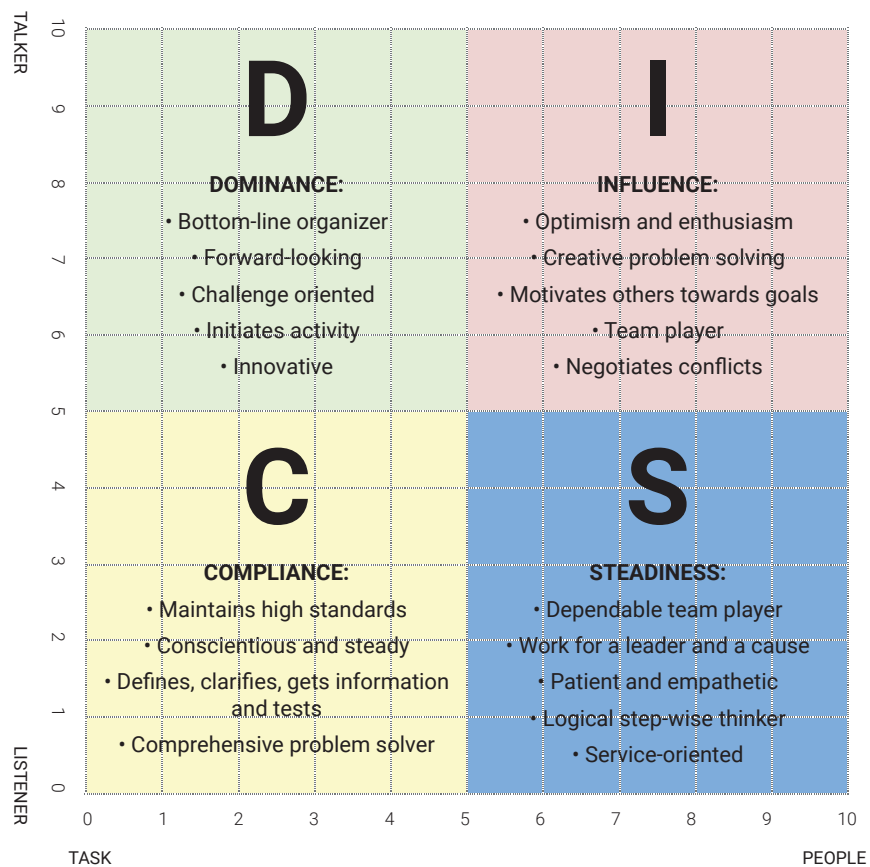 TALKER
10
9
8
7
6
5
4
3
2
1
0
LISTENER
D
DOMINANCE:
• Bottom-line organizer
• Forward-looking
• Challenge oriented
• Initiates activity
• Innovative
I
INFLUENCE:
• Optimism and enthusiasm
• Creative problem solving
• Motivates others towards goals
• Team player
• Negotiates conflicts
C
COMPLIANCE:
• Maintains high standards
• Conscientious and steady
• Defines, clarifies, gets information
and tests
• Comprehensive problem solver
S
STEADINESS:
• Dependable team player
• Work for a leader and a cause
• Patient and empathetic
• Logical step-wise thinker
• Service-oriented
0 1 2 3 4 5 6 7 8 9 10
TASK PEOPLE